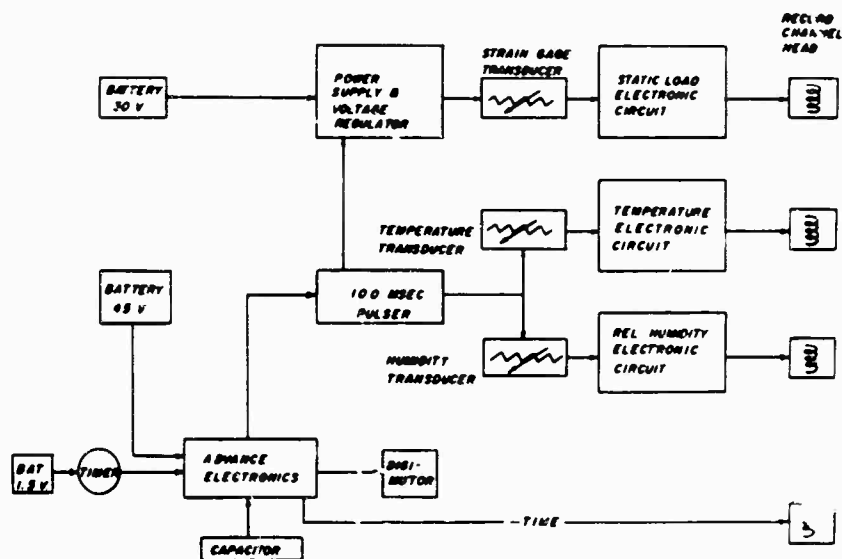 RECORD
CHANNEL
HEAD
STRAIN GAGE
TRANSDUCER
POWER
SUPPLY &
VOLTAGE
REGULATOR
STATIC LOAD
ELECTRONIC
CIRCUIT
BATTERY
30 V
TEMPERATURE
TRANSDUCER
TEMPERATURE
ELECTRONIC
CIRCUIT
BATTERY
45 V
100 MSEC
PULSER
HUMIDITY
TRANSDUCER
REL HUMIDITY
ELECTRONIC
CIRCUIT
BAT
1.5 V
TIMER
ADVANCE
ELECTRONICS
DIGI-
MOTOR
TIME
CAPACITOR